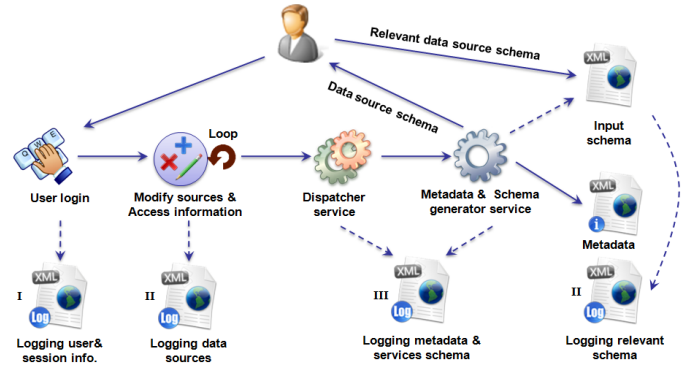 Relevant data source schema
Data source schema
XML
Input
schema
Q W E
Loop
User login
Modify sources &
Access information
Dispatcher
service
Metadata & Schema
generator service
XML
i
Metadata
I
XML
Log
Logging user&
session info.
II
XML
Log
Logging data
sources
III
XML
Log
Logging metadata &
services schema
II
XML
Log
Logging relevant
schema